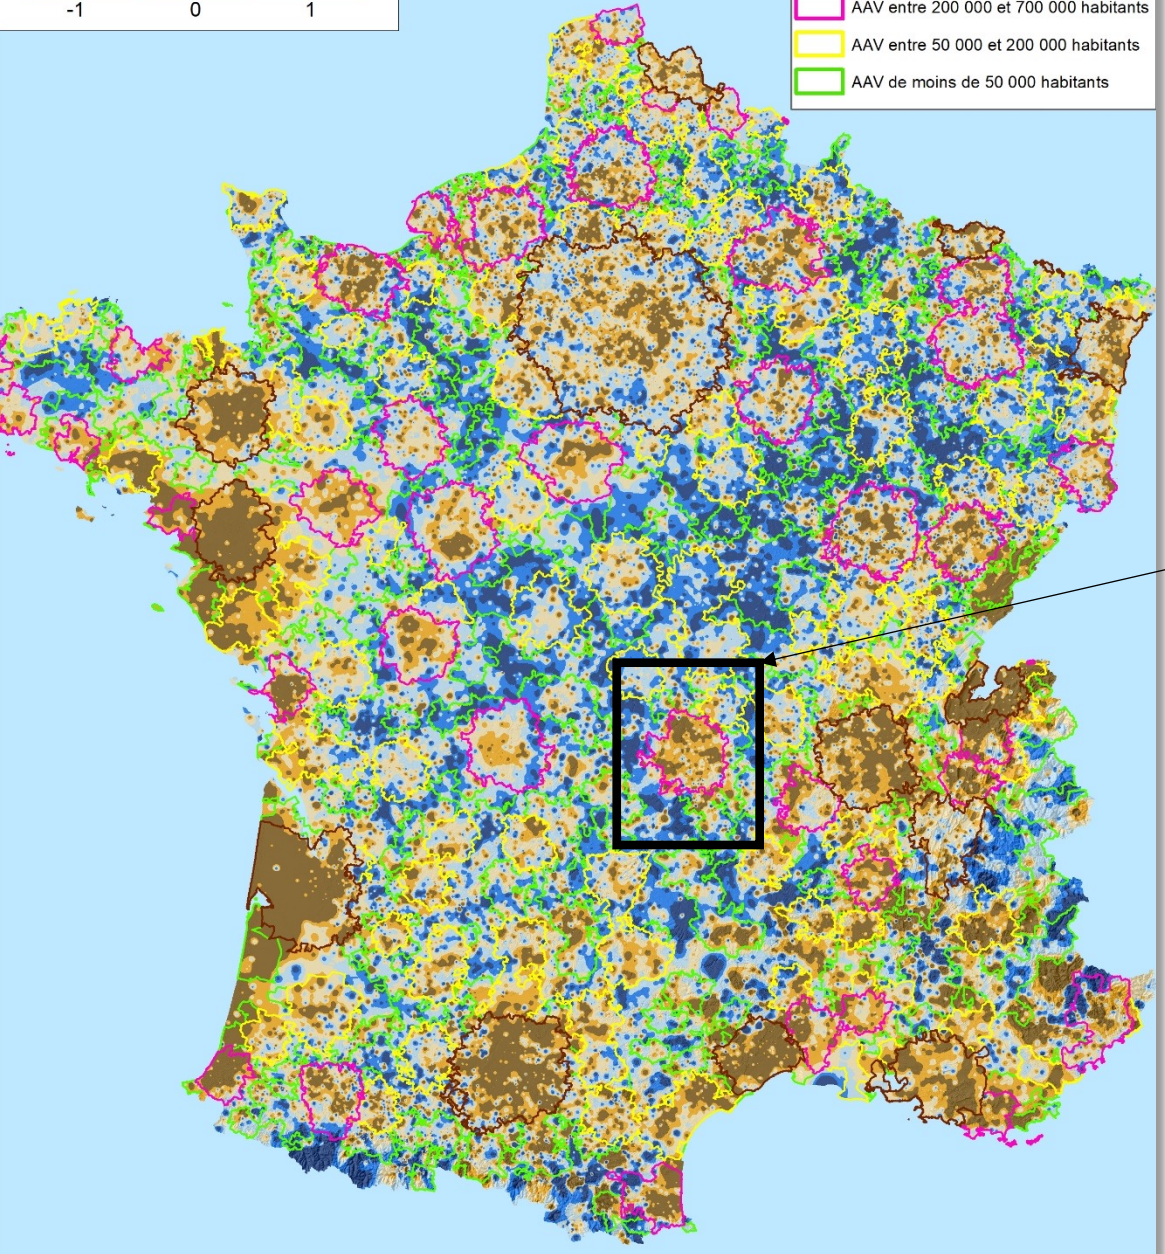 -1 0 1
AAV entre 200 000 et 700 000 habitants
AAV entre 50 000 et 200 000 habitants
AAV de moins de 50 000 habitants